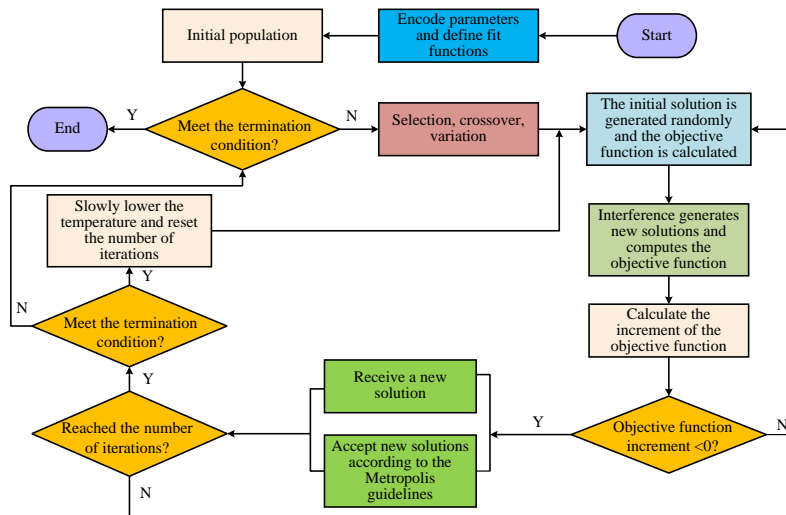 Start
Encode parameters
and define fit
functions
Initial population
Meet the termination
condition?
Y
End
N
Selection, crossover,
variation
The initial solution is
generated randomly
and the objective
function is calculated
Interference generates
new solutions and
computes the
objective function
Calculate the
increment of the
objective function
Objective function
increment <0?
N
Y
Receive a new
solution
Accept new solutions
according to the
Metropolis
guidelines
Reached the number
of iterations?
N
Y
Meet the termination
condition?
N
Y
Slowly lower the
temperature and reset
the number of
iterations